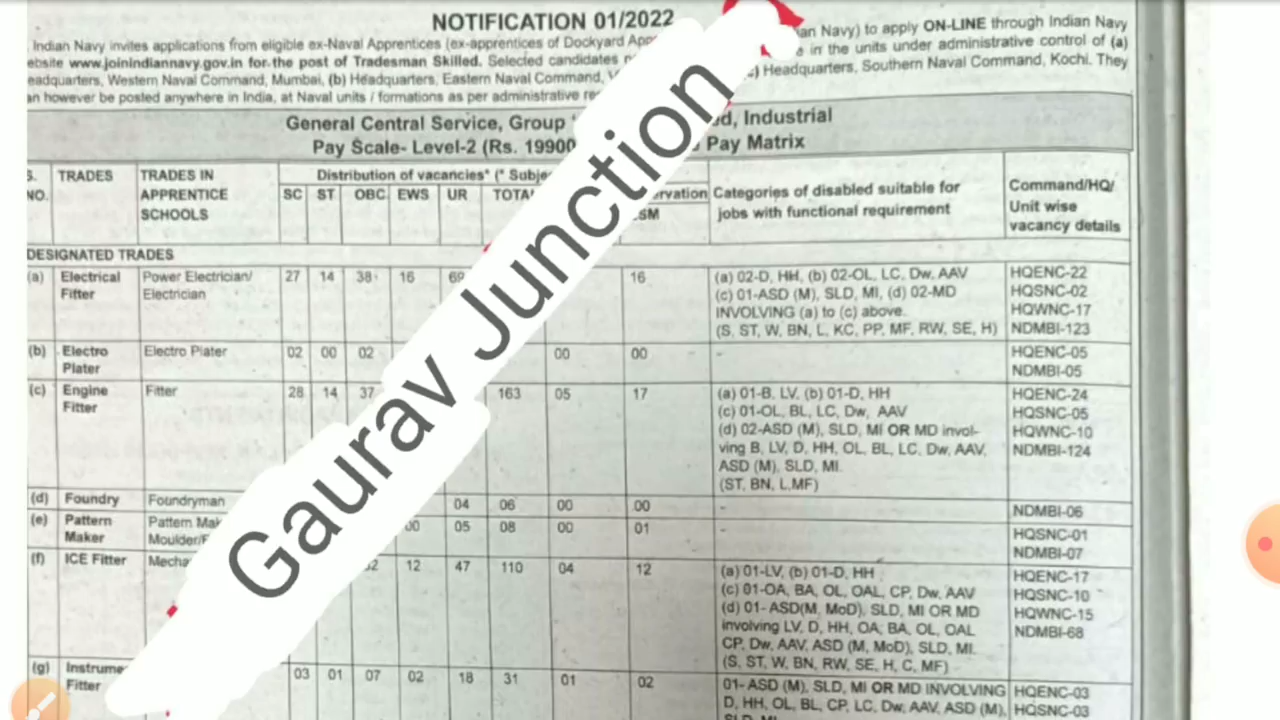 NOTIFICATION 01/2022
Indian Navy invites applications from eligible ex-Naval Apprentices (ex-apprentices of Dockyard Navy) to apply ON-LINE through Indian Navy
www.joinindiannavy.gov.in for the post of Tradesman Skilled. Selected candidates in the units under administrative control of (a)
Western Naval Command, Mumbai, (b) Headquarters, Eastern Naval Command, Headquarters, Southern Naval Command, Kochi. They
however be posted anywhere in India, at Naval units / formations as per administrative
General Central Service, Group Industrial
Pay Scale- Level-2 (Rs. 19900 Pay Matrix
NO. TRADES TRADES IN APPRENTICE SCHOOLS Distribution of vacancies* (* Categories of disabled suitable for jobs with functional requirement Command/HQ/ Unit wise vacancy details
SC ST OBC EWS UR
DESIGNATED TRADES
(a) Electrical Power Electrician/ 27 14 38 16 16 (a) 02-D, HH, (b) 02-OL, LC, Dw, AAV HQENC-22
Fitter Electrician (c) 01-ASD (M), SLD, MI, (d) 02-MD HQSNC-02
INVOLVING (a) to (c) above. HQWNC-17
(S, ST, W, BN, L, KC, PP, MF, RW, SE, H) NDMBI-123
(b) Electro Electro Plater 02 00 02 00 00 - HQENC-05
Plater NDMBI-05
(c) Engine Fitter 28 14 37 163 05 17 (a) 01-B, LV, (b) 01-D, HH HQENC-24
Fitter (c) 01-OL, BL, LC, Dw, AAV HQSNC-05
(d) 02-ASD (M), SLD, MI OR MD invol- HQWNC-10
ving B, LV, D, HH, OL, BL, LC, Dw, AAV, NDMBI-124
ASD (M), SLD, MI.
(ST, BN, L,MF)
(d) Foundry Foundryman 04 06 00 00 - NDMBI-06
(e) Pattern Pattern 00 05 08 00 01 - HQSNC-01
Maker NDMBI-07
(f) ICE Fitter 12 47 110 04 12 (a) 01-LV, (b) 01-D, HH HQENC-17
(c) 01-OA, BA, OL, OAL, CP, Dw, AAV HQSNC-10
(d) 01- ASD(M, MoD), SLD, MI OR MD HQWNC-15
involving LV, D, HH, OA, BA, OL, OAL NDMBI-68
CP, Dw, AAV, ASD (M, MoD), SLD, MI.
(S, ST, W, BN, RW, SE, H, C, MF)
(g) 03 01 07 02 18 31 01 02 01- ASD (M), SLD, MI OR MD INVOLVING HQENC-03
Fitter D, HH, OL, BL, CP, LC, Dw, AAV, ASD (M), HQSNC-03
Gaurav Junction